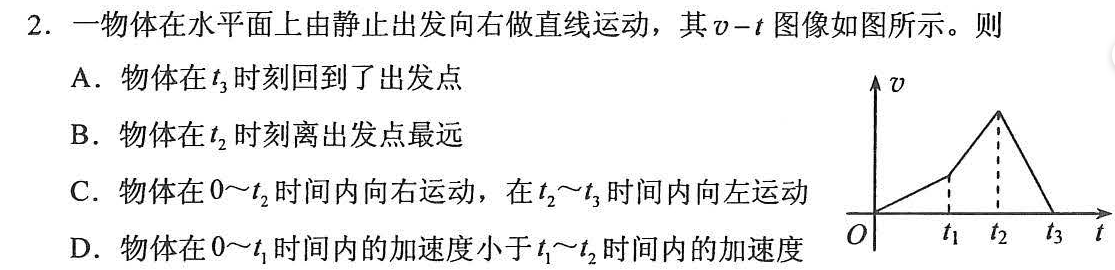 2. 一物体在水平面上由静止出发向右做直线运动，其v–t图像如图所示。则
A. 物体在t₃时刻回到了出发点
B. 物体在t₂时刻离出发点最远
C. 物体在0～t₂时间内向右运动，在t₂～t₃时间内向左运动
D. 物体在0～t₁时间内的加速度小于t₁～t₂时间内的加速度
v
O t₁ t₂ t₃ t